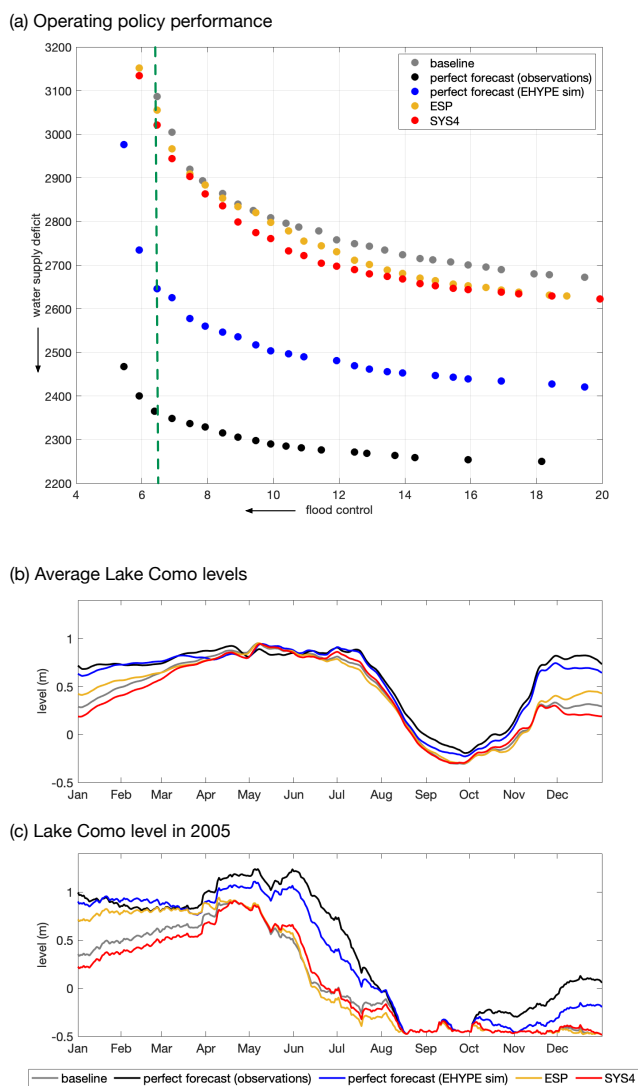 (a) Operating policy performance
3200
3100
3000
2900
2800
2700
2600
2500
2400
2300
2200
water supply deficit
baseline
perfect forecast (observations)
perfect forecast (EHYPE sim)
ESP
SYS4
4 6 8 10 12 14 16 18 20
flood control
(b) Average Lake Como levels
1
0.5
0
-0.5
level (m)
Jan Feb Mar Apr May Jun Jul Aug Sep Oct Nov Dec
(c) Lake Como level in 2005
1
0.5
0
-0.5
level (m)
Jan Feb Mar Apr May Jun Jul Aug Sep Oct Nov Dec
baseline perfect forecast (observations) perfect forecast (EHYPE sim) ESP SYS4